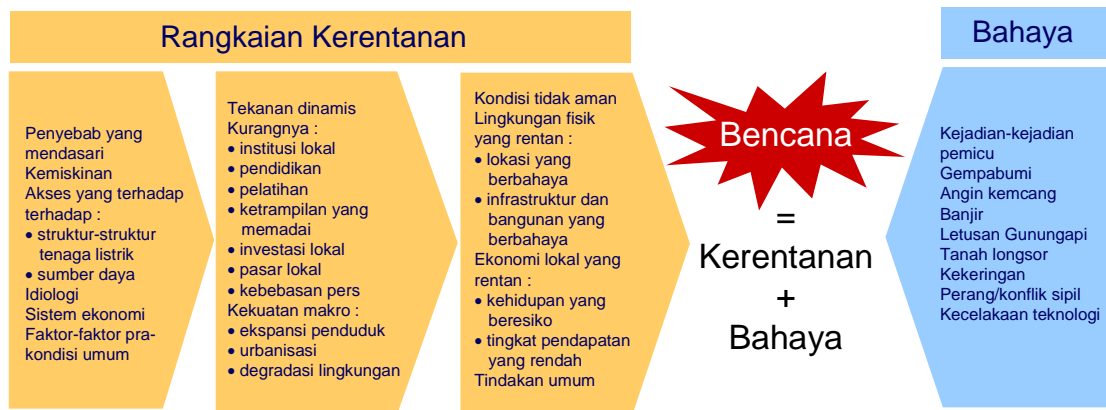 Rangkaian Kerentanan
Penyebab yang
mendasari
Kemiskinan
Akses yang terhadap
terhadap :
• struktur-struktur
tenaga listrik
• sumber daya
Idiologi
Sistem ekonomi
Faktor-faktor pra-
kondisi umum
Tekanan dinamis
Kurangnya :
• institusi lokal
• pendidikan
• pelatihan
• ketrampilan yang
memadai
• investasi lokal
• pasar lokal
• kebebasan pers
Kekuatan makro :
• ekspansi penduduk
• urbanisasi
• degradasi lingkungan
Kondisi tidak aman
Lingkungan fisik
yang rentan :
• lokasi yang
berbahaya
• infrastruktur dan
bangunan yang
berbahaya
Ekonomi lokal yang
rentan :
• kehidupan yang
beresiko
• tingkat pendapatan
yang rendah
Tindakan umum
Bencana
=
Kerentanan
+
Bahaya
Bahaya
Kejadian-kejadian
pemicu
Gempabumi
Angin kemcang
Banjir
Letusan Gunungapi
Tanah longsor
Kekeringan
Perang/konflik sipil
Kecelakaan teknologi